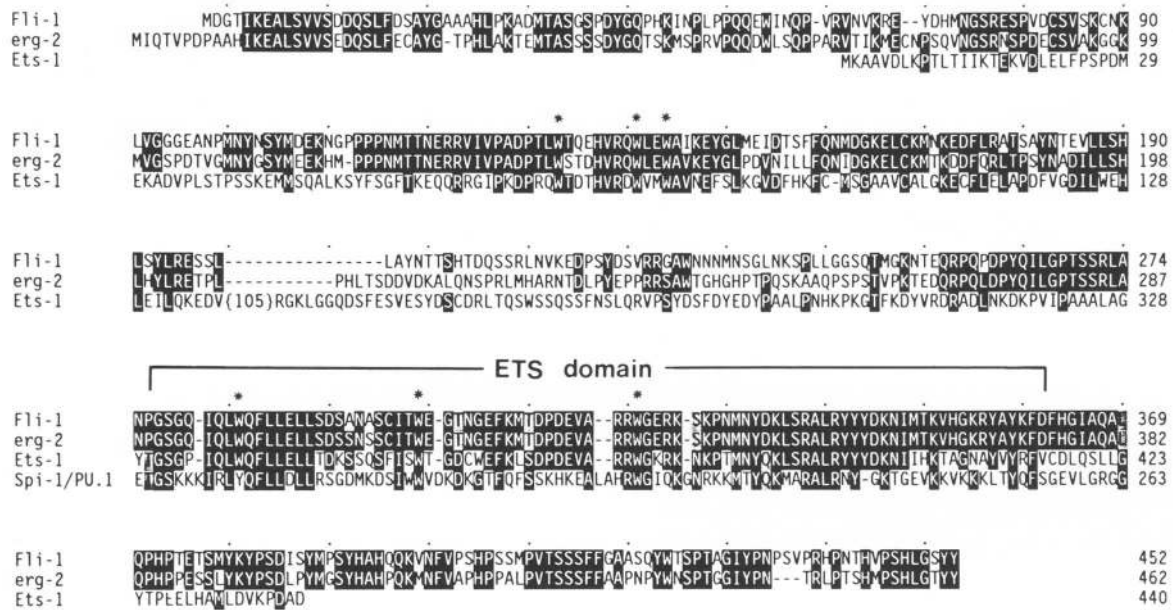 Fli-1 MDGTIKEALSVVSDDQSLFDSAYGAAAHLPKADMTASGSPDYGQPHKINPLPPQQEWINQP-VRVNVKRE--YDHMNGSRESPVDCSVSKCNK 90
erg-2 MIQTVPDPAAHIKEALSVVSEDQSLFECAYG-TPHLAKTEMTASSSSDYGQTSKMSPRVPQQDWLSQPPARVTIKMECNPSQVNGSRNSPDECSVAKGGK 99
Ets-1 MKAAVDLKPTLTIIKTEKVDLELFPSPDM 29
* * *
Fli-1 LVGGGEANPMNYNSYMDEKNGPPPPNMTTNERRVIVPADPTLWTQEHVRQWLEWAIKEYGLMEIDTSFFQNMDGKELCKMNKEDFLRATSAYNTEVLLSH 190
erg-2 MVGSPDTVGMNYGSYMEEKHM-PPPNMTTNERRVIVPADPTLWSTDHVRQWLEWAVKEYGLPDVNILLFQNIDGKELCKMTKDDFQRLTPSYNADILLSH 198
Ets-1 EKADVPLSTPSSKEMMSQALKSYFSGFTKEQQRRGIPKDPRQWTDTHVRDWVMWAVNEFSLKGVDFHKFC-MSGAAVCALGKECFLELAPDFVGDILWEH 128
Fli-1 LSYLRESSL----------------LAYNTTSHTDQSSRLNVKEDPSYDSVRRGAWNNNMNSGLNKSPLLGGSQTMGKNTEQRPQPDPYQILGPTSSRLA 274
erg-2 LHYLRETPL-----------PHLTSDDVDKALQNSPRLMHARNTDLPYEPPRRSAWTGHGHPTPQSKAAQPSPSTVPKTEDQRPQLDPYQILGPTSSRLA 287
Ets-1 LEILQKEDV(105)RGKLGGQDSFESVESYDSCDRLTQSWSSQSSFNSLQRVPSYDSFDYEDYPAALPNHKPKGTFKDYVRDRADLNKDKPVIPAAALAG 328
ETS domain
* * *
Fli-1 NPGSGQ-IQLWQFLLELLSDSANASCITWE-GTNGEFKMTDPDEVA--RRWGERK-SKPNMNYDKLSRALRYYYDKNIMTKVHGKRYAYKFDFHGIAQA 369
erg-2 NPGSGQ-IQLWQFLLELLSDSSNSSCITWE-GTNGEFKMTDPDEVA--RRWGERK-SKPNMNYDKLSRALRYYYDKNIMTKVHGKRYAYKFDFHGIAQA 382
Ets-1 YTGSGP-IQLWQFLLELLTDKSSQSFISWT-GDCWEFKLSDPDEVA--RRWGKRK-NKPTMNYQKLSRALRYYYDKNIIHKTAGNAYVYRFVCDLQSLLG 423
Spi-1/PU.1 ETGSKKKIRLYQFLLDLLRSGDMKDSIWWVDKDKGTFQFSSKHKEALAHRWGIQKGNRKKMTYQKMARALRNY-GKTGEVKKVKKKLTYQFSGEVLGRGG 263
Fli-1 QPHPTETSMYKYPSDISYMPSYHAHQQKVNFVPSHPSSMPVTSSSFFGAASQYWTSPTAGIYPNPSVPRHPNTHVPSHLGSYY 452
erg-2 QPHPPESSLYKYPSDLPYMGSYHAHPQKMNFVAPHPPALPVTSSSFFAAPNPYWNSPTGGIYPN---TRLPTSHMPSHLGTYY 462
Ets-1 YTPEELHAMLDVKPDAD 440